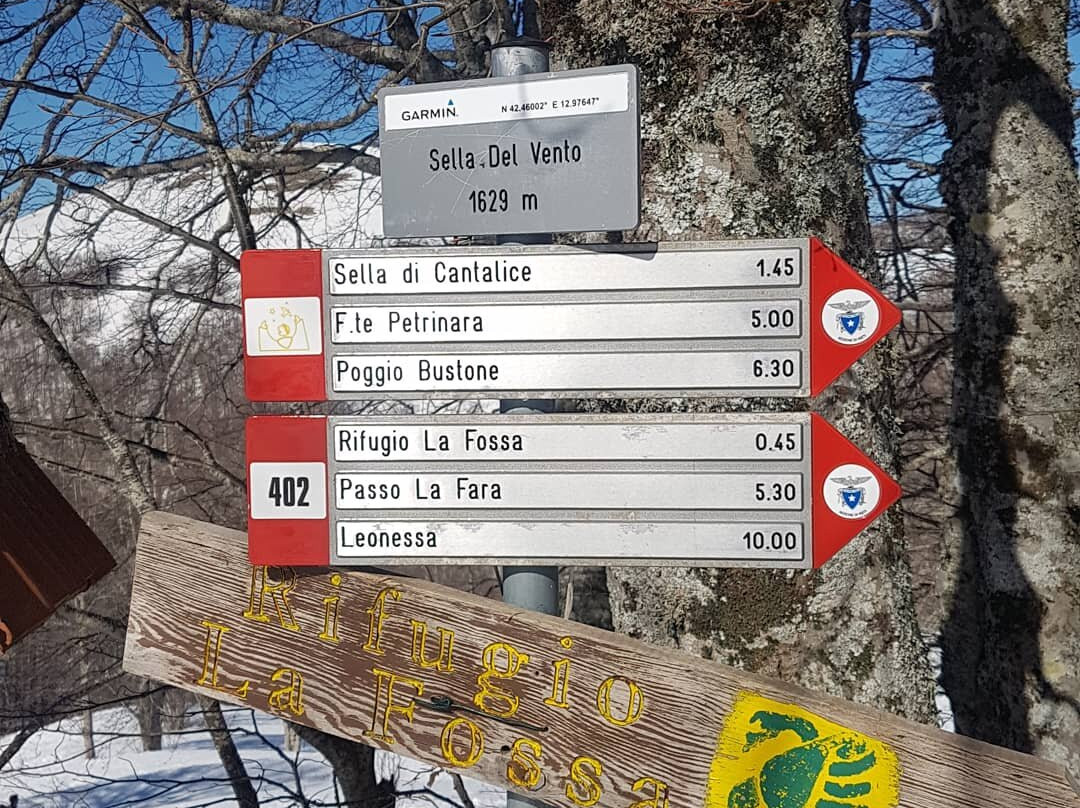 GARMIN N 42.46002° E 12.97647°
Sella Del Vento
1629 m
Sella di Cantalice 1.45
F.te Petrinara 5.00
Poggio Bustone 6.30
402
Rifugio La Fossa 0.45
Passo La Fara 5.30
Leonessa 10.00
Rifugio
La Fossa